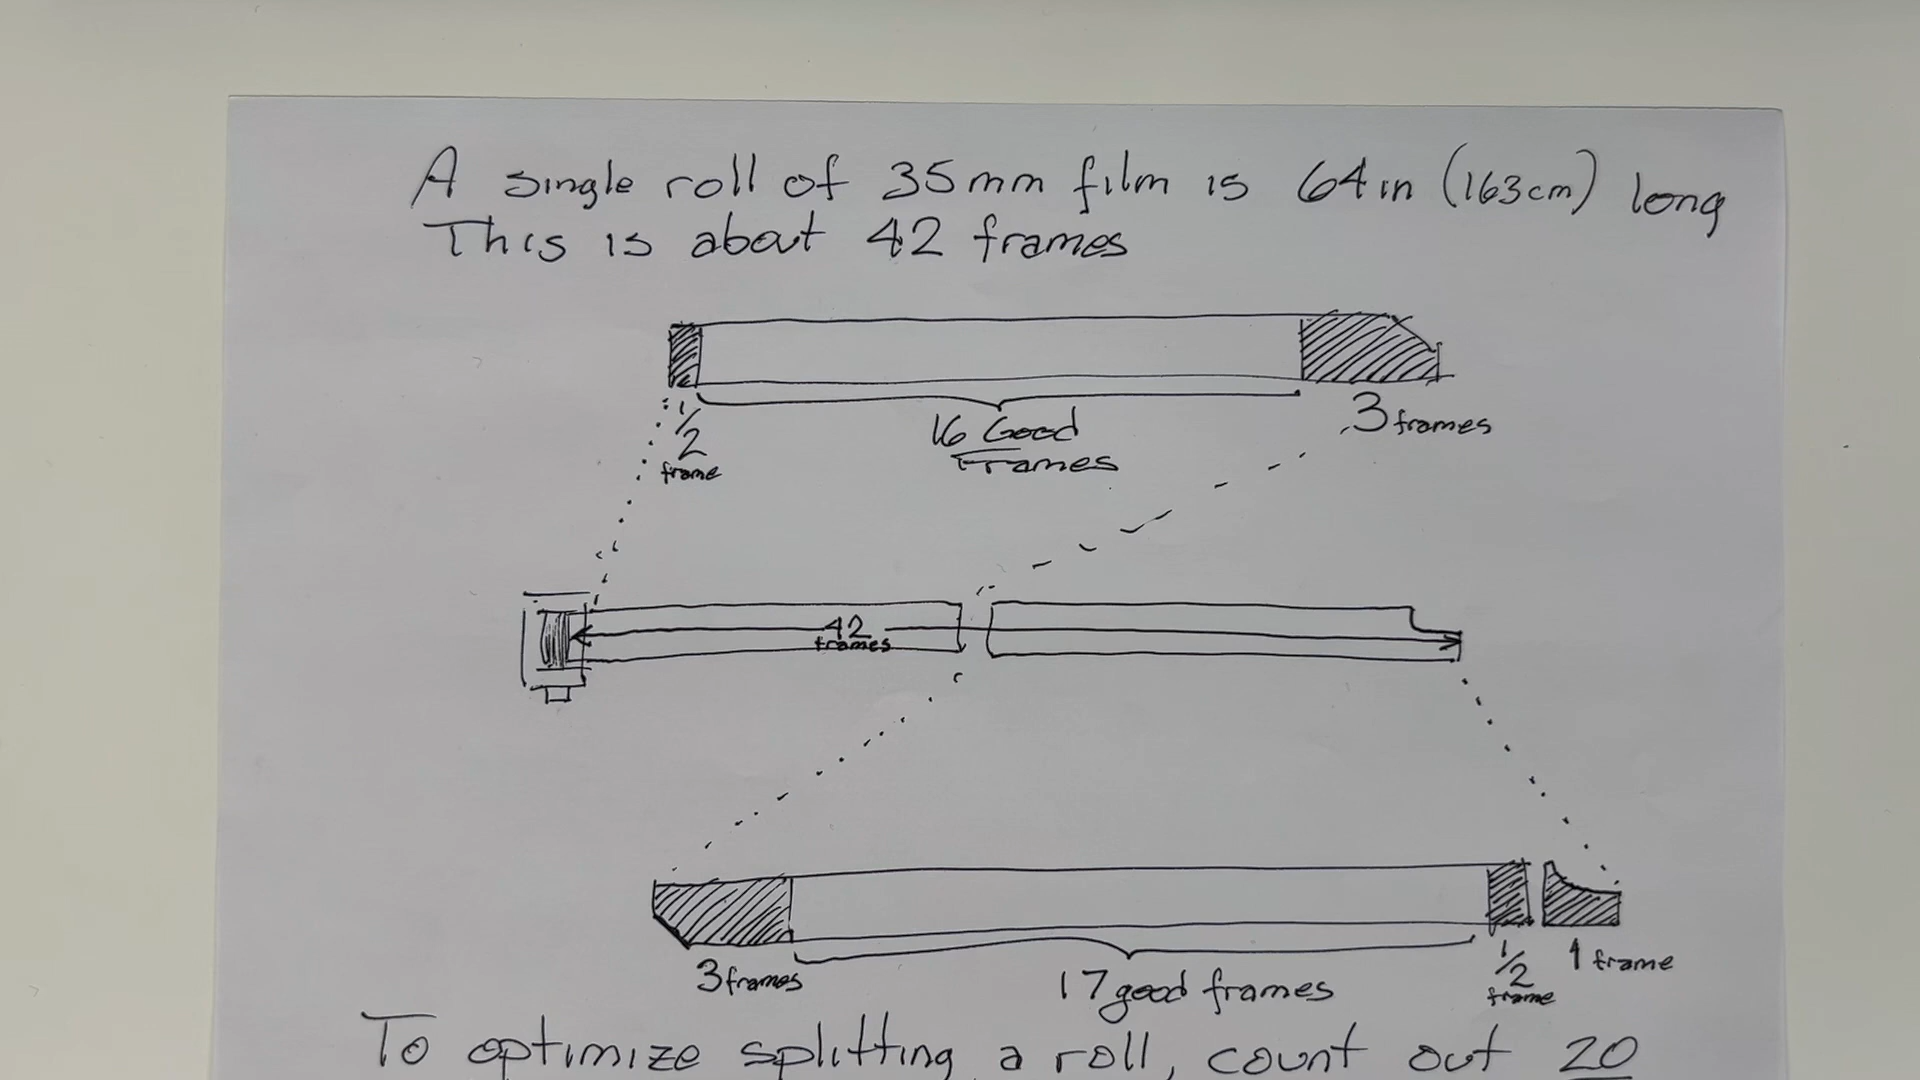 A single roll of 35mm film is 64in (163cm) long
This is about 42 frames
1/2
frame
16 Good
Frames
3 frames
42
frames
3 frames
17 good frames
1/2
frame
1 frame
To optimize splitting a roll, count out 20